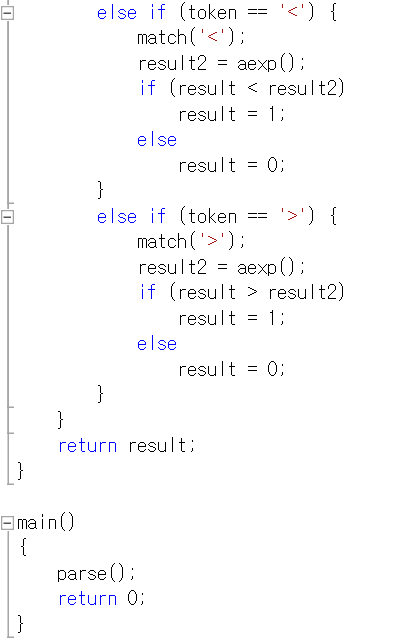 else if (token == '<') {
match('<');
result2 = aexp();
if (result < result2)
result = 1;
else
result = 0;
}
else if (token == '>') {
match('>');
result2 = aexp();
if (result > result2)
result = 1;
else
result = 0;
}
}
return result;
}
main()
{
parse();
return 0;
}